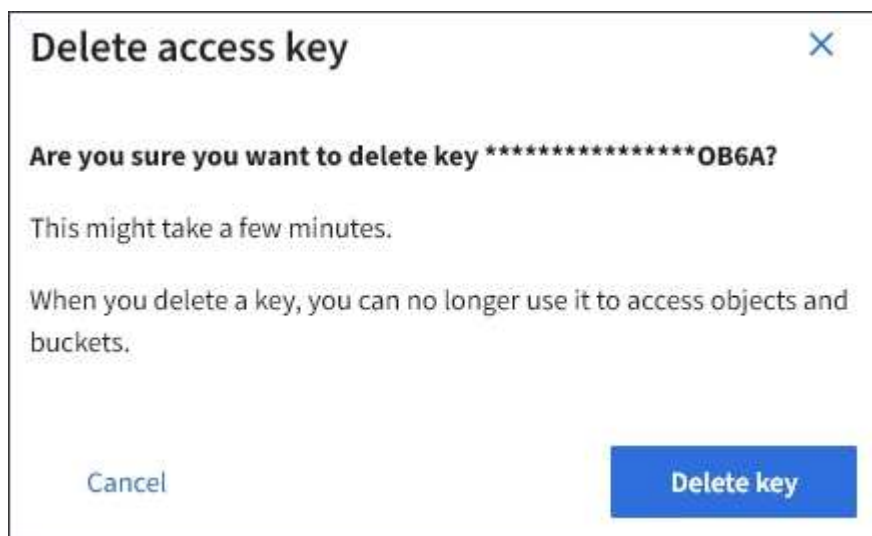 Delete access key
Are you sure you want to delete key ****************OB6A?
This might take a few minutes.
When you delete a key, you can no longer use it to access objects and
buckets.
Cancel
Delete key